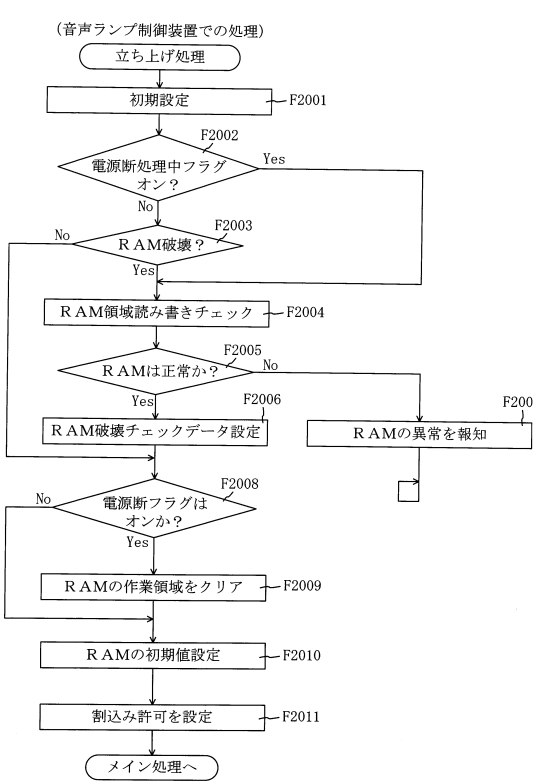 （音声ランプ制御装置での処理）
立ち上げ処理
初期設定
F2001
F2002
電源断処理中フラグ
オン？
Yes
No
F2003
No
ＲＡＭ破壊？
Yes
ＲＡＭ領域読み書きチェック
F2004
F2005
ＲＡＭは正常か？
No
Yes
F2006
F200
ＲＡＭ破壊チェックデータ設定
ＲＡＭの異常を報知
F2008
No
電源断フラグは
オンか？
Yes
ＲＡＭの作業領域をクリア
F2009
ＲＡＭの初期値設定
F2010
割込み許可を設定
F2011
メイン処理へ